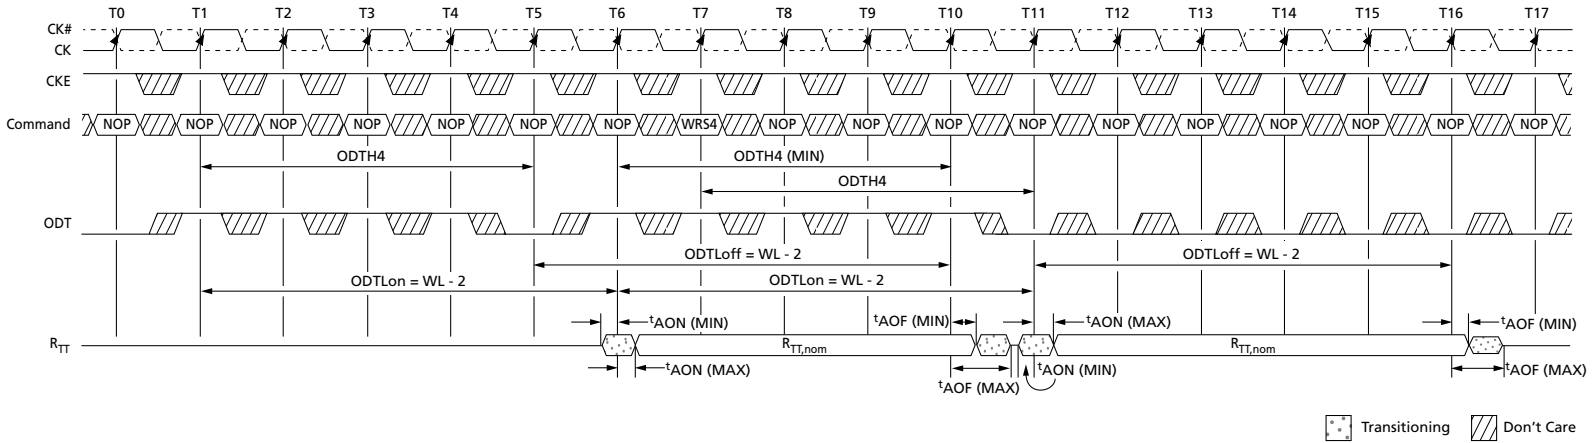 T0 T1 T2 T3 T4 T5 T6 T7 T8 T9 T10 T11 T12 T13 T14 T15 T16 T17
CK#
CK
CKE
Command NOP NOP NOP NOP NOP NOP NOP WRS4 NOP NOP NOP NOP NOP NOP NOP NOP NOP NOP
ODTH4 ODTH4 (MIN)
ODTH4
ODT
ODTLoff = WL - 2 ODTLoff = WL - 2
ODTLon = WL - 2 ODTLon = WL - 2
tAON (MIN) tAOF (MIN) tAON (MAX) tAOF (MIN)
RTT RTT,nom RTT,nom
tAON (MAX) tAON (MIN) tAOF (MAX)
tAOF (MAX)
Transitioning Don't Care